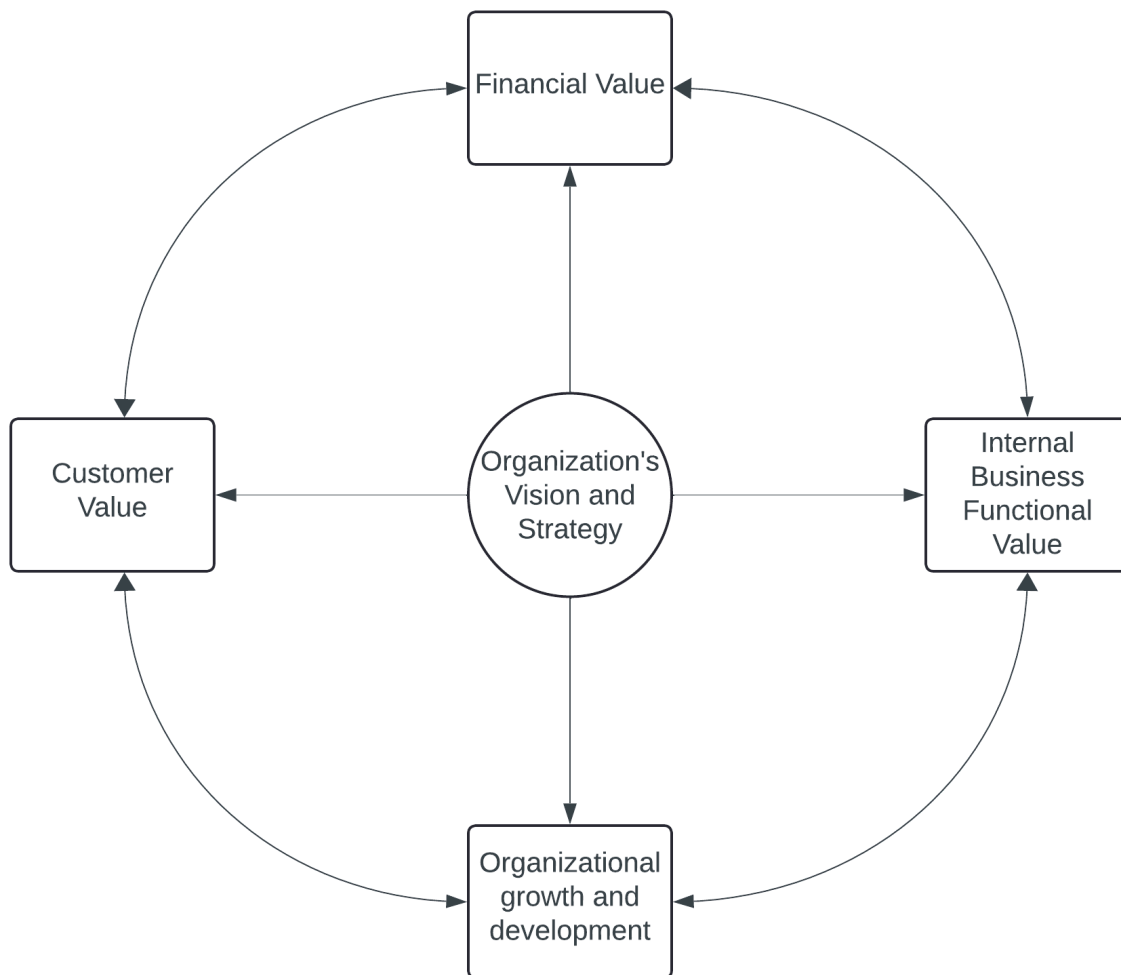 Financial Value
Customer
Value
Organization's
Vision and
Strategy
Internal
Business
Functional
Value
Organizational
growth and
development